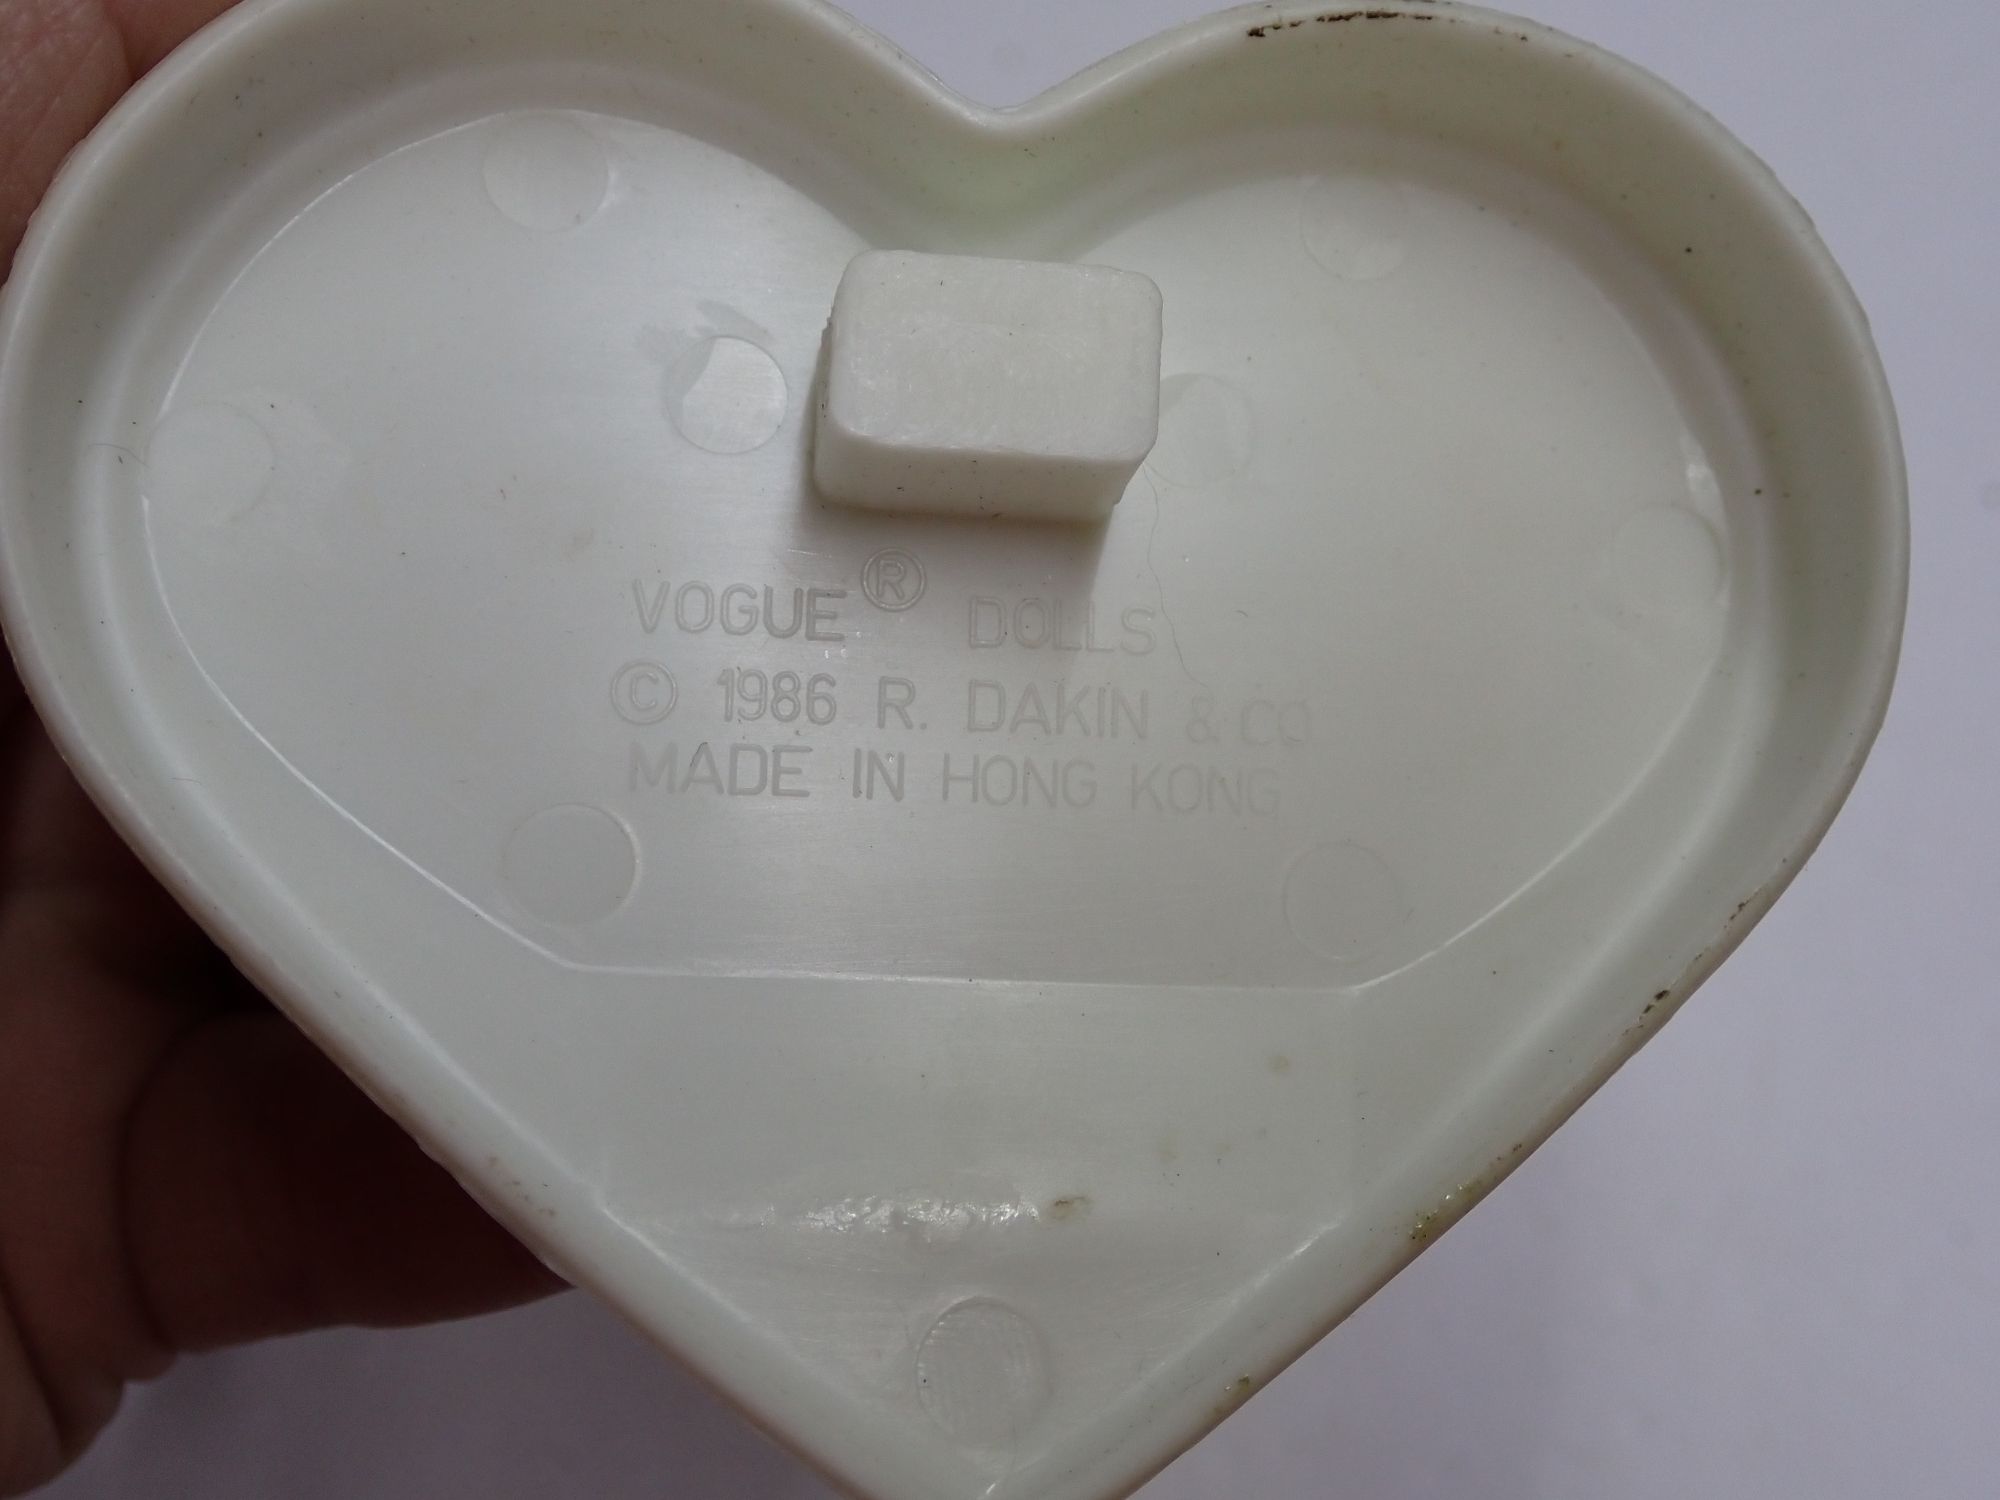 VOGUE® DOLLS
© 1986 R. DAKIN & CO
MADE IN HONG KONG